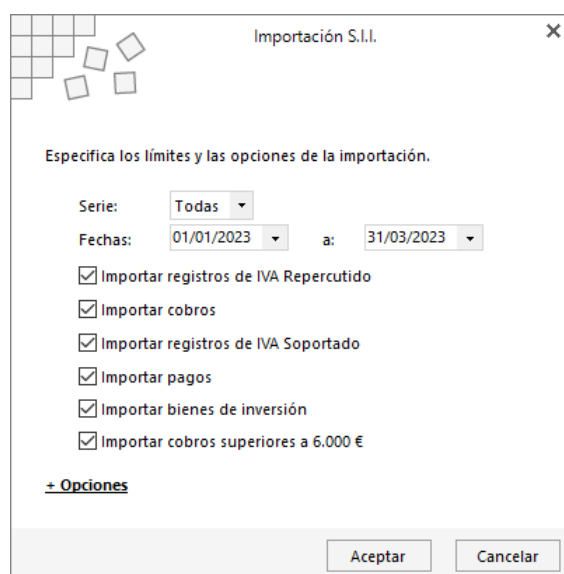 Importación S.I.I.
Especifica los límites y las opciones de la importación.
Serie: Todas
Fechas: 01/01/2023 a: 31/03/2023
Importar registros de IVA Repercutido
Importar cobros
Importar registros de IVA Soportado
Importar pagos
Importar bienes de inversión
Importar cobros superiores a 6.000 €
+ Opciones
Aceptar Cancelar